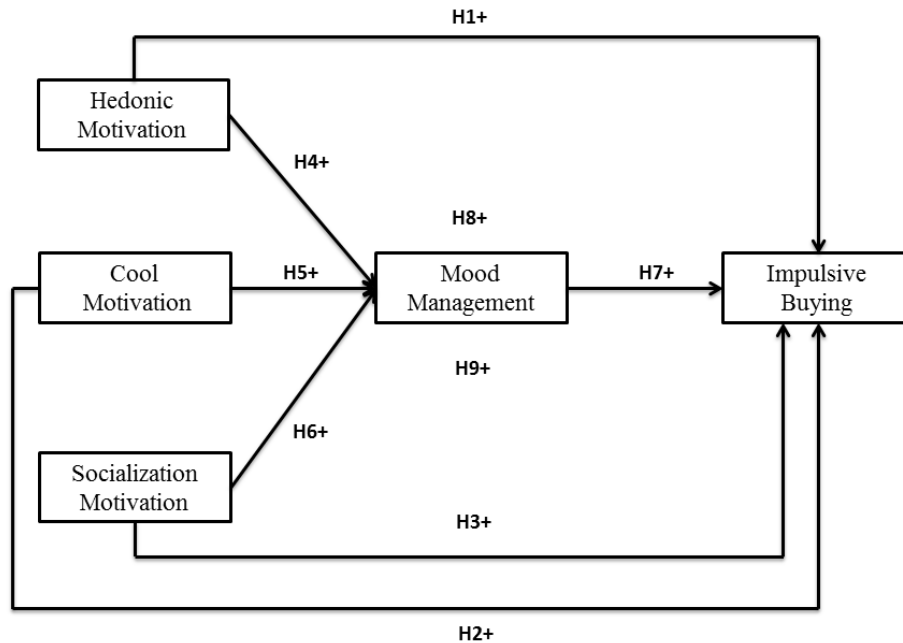 H1+
Hedonic
Motivation
H4+
H8+
Cool
Motivation
H5+
Mood
Management
H7+
Impulsive
Buying
H9+
H6+
Socialization
Motivation
H3+
H2+